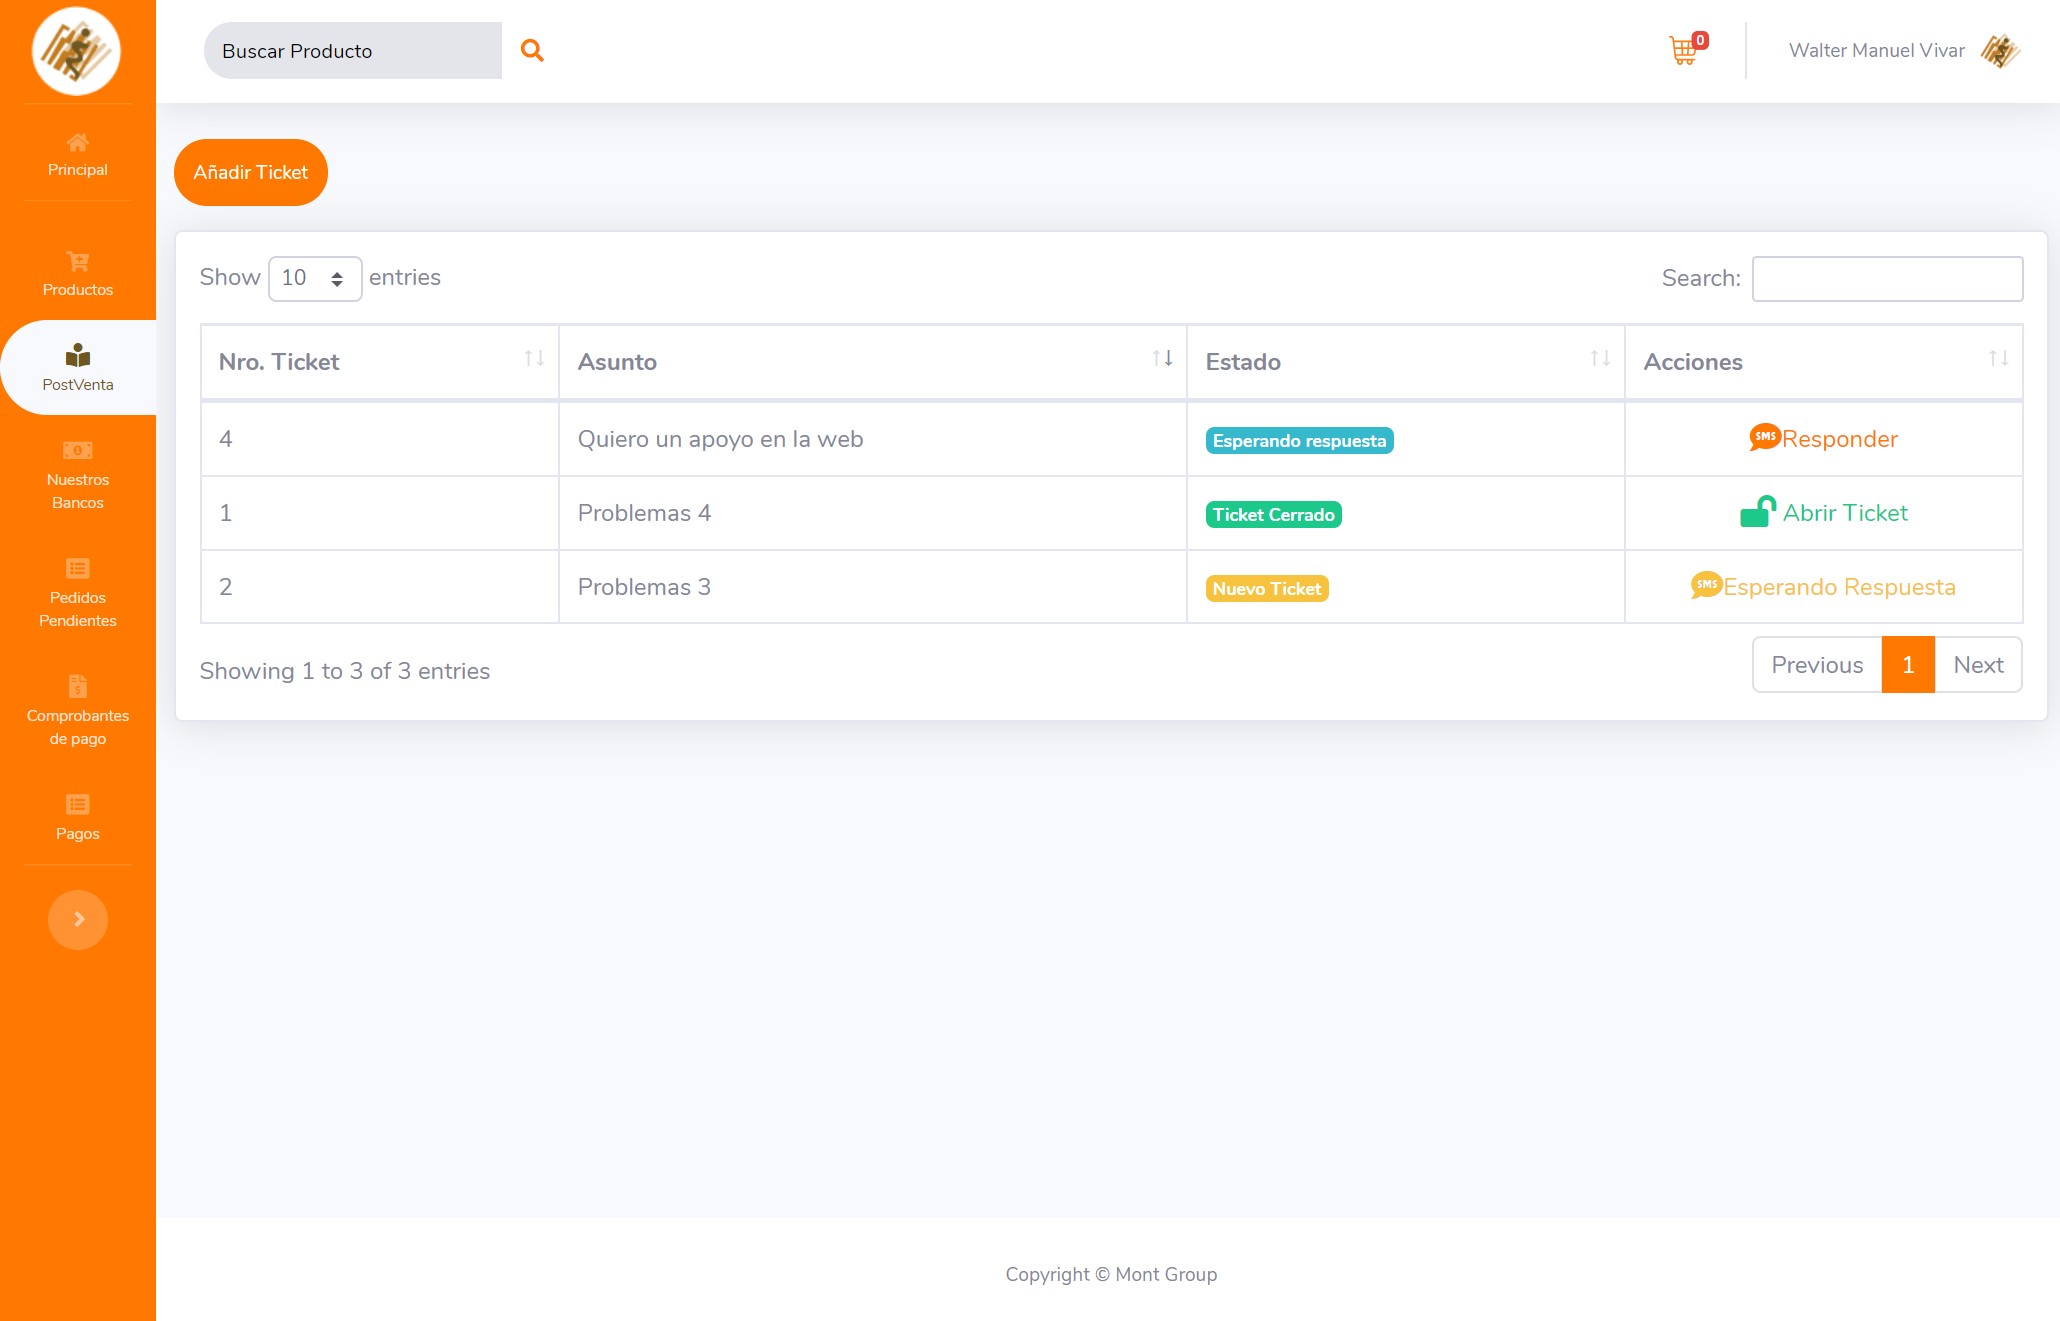 Buscar Producto
0
Walter Manuel Vivar
Principal
Productos
PostVenta
Nuestros
Bancos
Pedidos
Pendientes
Comprobantes
de pago
Pagos
Añadir Ticket
Show 10 entries
Search:
Nro. Ticket Asunto Estado Acciones
4 Quiero un apoyo en la web Esperando respuesta SMS Responder
1 Problemas 4 Ticket Cerrado Abrir Ticket
2 Problemas 3 Nuevo Ticket SMS Esperando Respuesta
Showing 1 to 3 of 3 entries
Previous 1 Next
Copyright © Mont Group